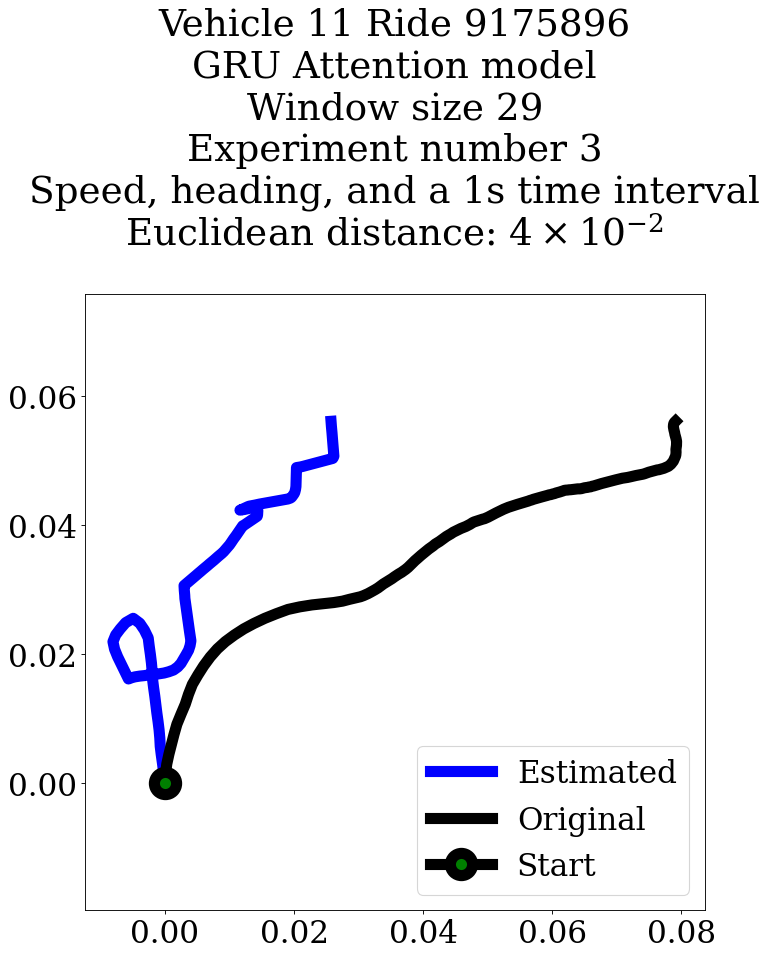 Vehicle 11 Ride 9175896
GRU Attention model
Window size 29
Experiment number 3
Speed, heading, and a 1s time interval
Euclidean distance: 4 × 10⁻²
0.06
0.04
0.02
0.00
Estimated
Original
Start
0.00 0.02 0.04 0.06 0.08